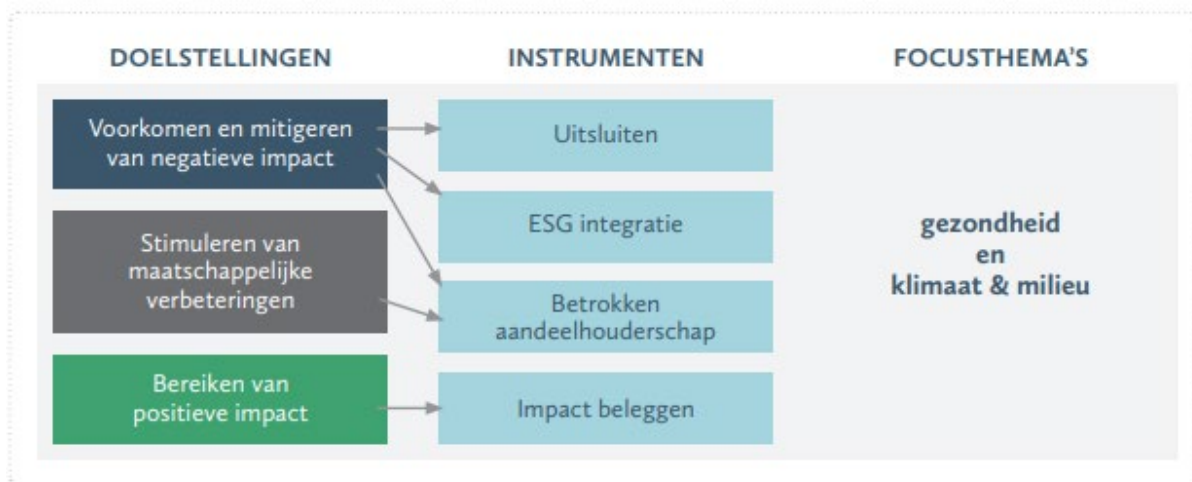 DOELSTELLINGEN
INSTRUMENTEN
FOCUSTHEMA'S
Voorkomen en mitigeren
van negatieve impact
Stimuleren van
maatschappelijke
verbeteringen
Bereiken van
positieve impact
Uitsluiten
ESG integratie
Betrokken
aandeelhouderschap
Impact beleggen
gezondheid
en
klimaat & milieu